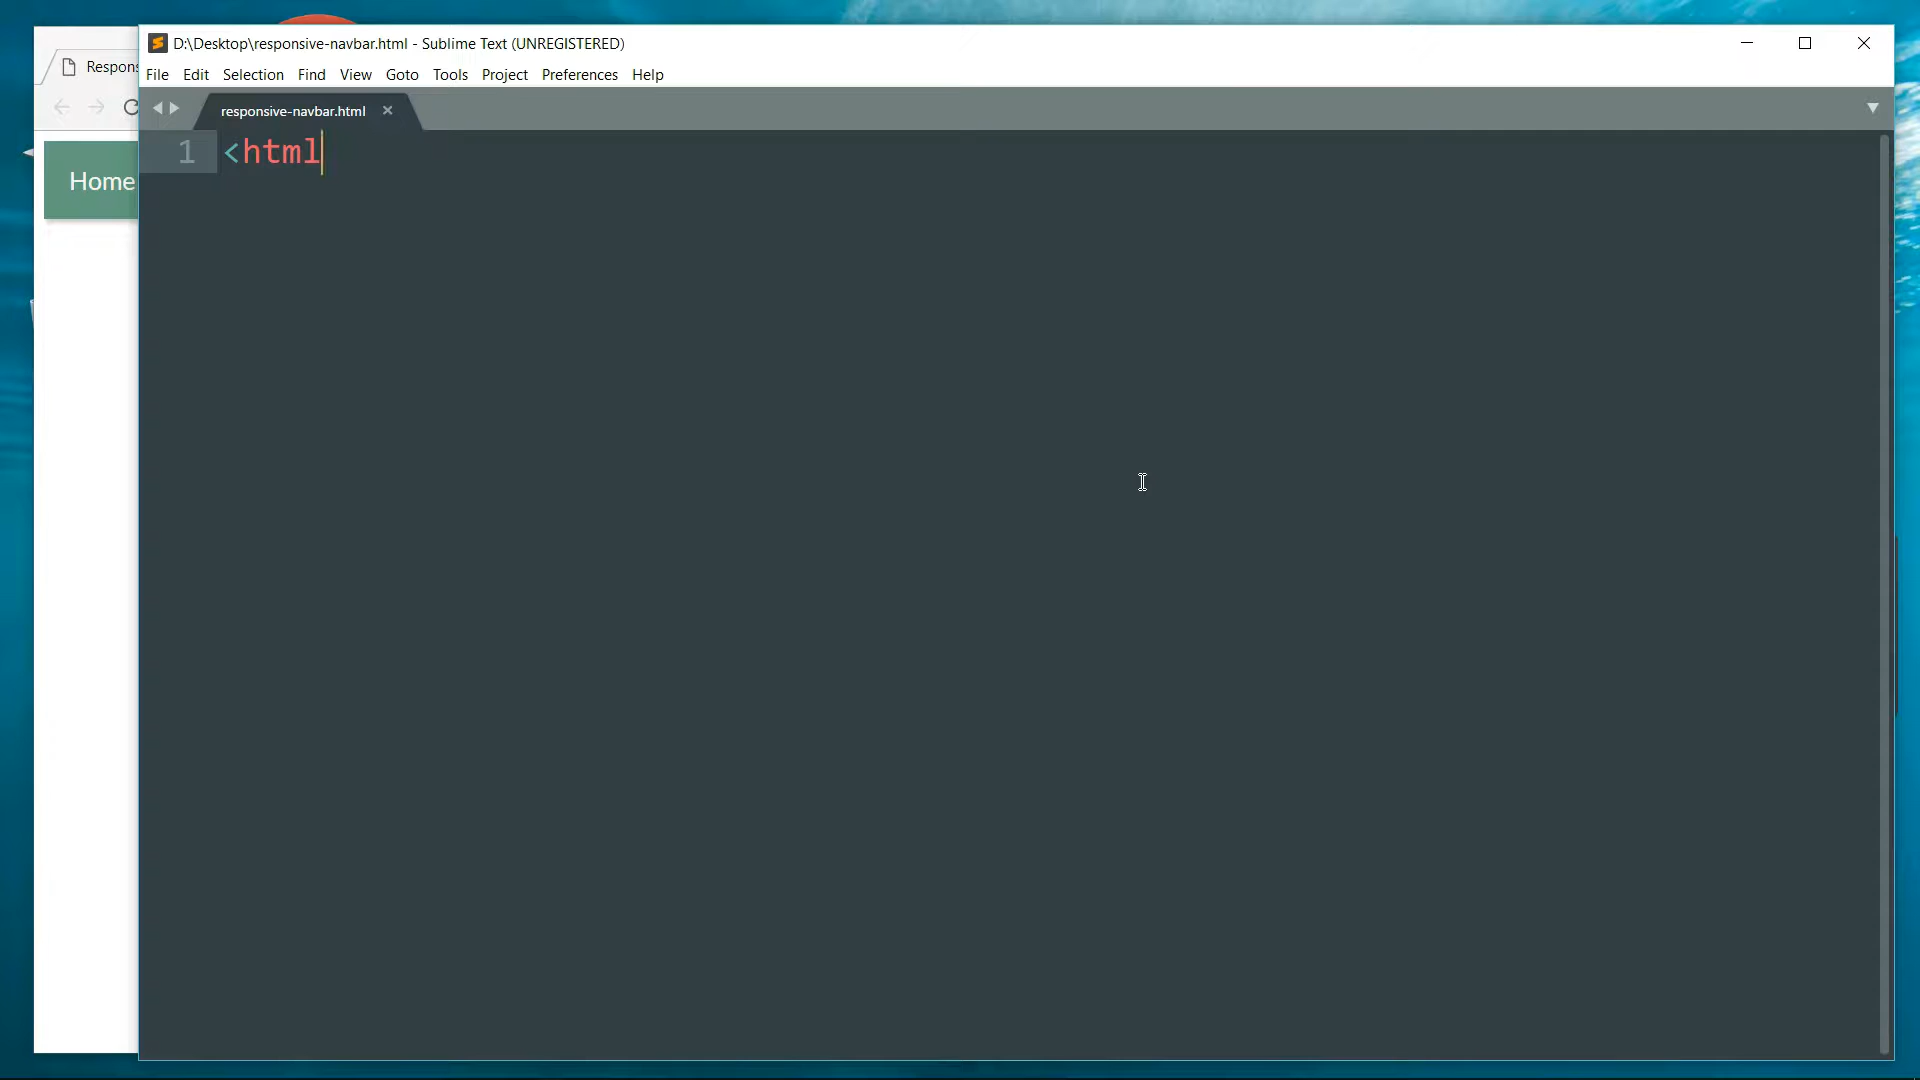 D:\Desktop\responsive-navbar.html - Sublime Text (UNREGISTERED)
File Edit Selection Find View Goto Tools Project Preferences Help
Respons
responsive-navbar.html
1 <html
Home